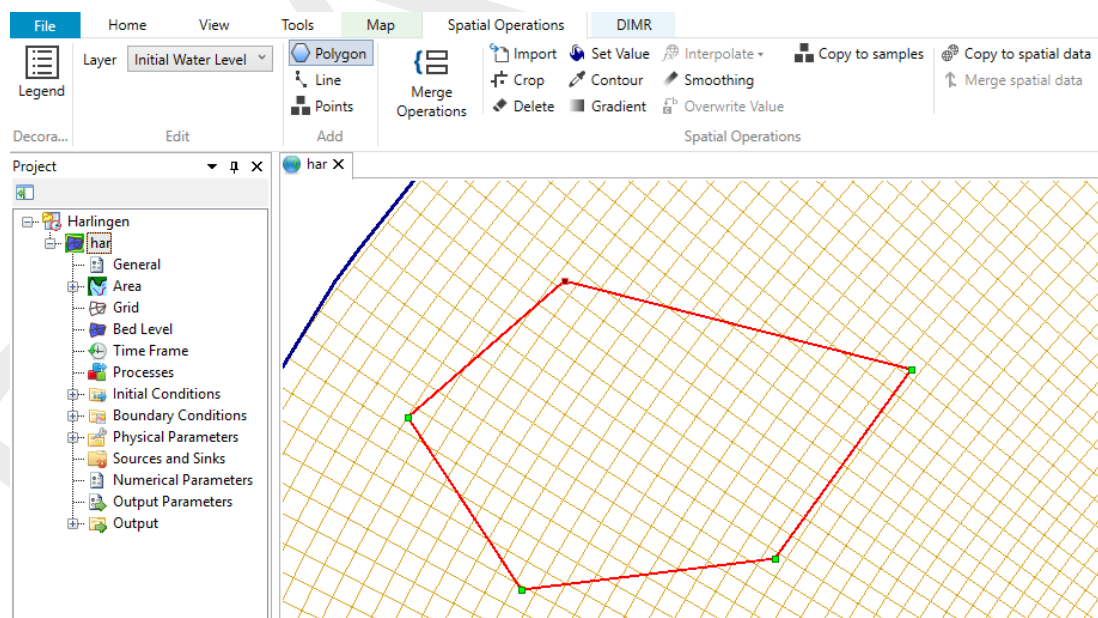 File Home View Tools Map Spatial Operations DIMR
Legend
Layer Initial Water Level
Polygon
Line
Points
Merge
Operations
Import Set Value Interpolate Copy to samples Copy to spatial data
Crop Contour Smoothing Merge spatial data
Delete Gradient Overwrite Value
Decora... Edit Add Spatial Operations
Project
har
Harlingen
har
General
Area
Grid
Bed Level
Time Frame
Processes
Initial Conditions
Boundary Conditions
Physical Parameters
Sources and Sinks
Numerical Parameters
Output Parameters
Output